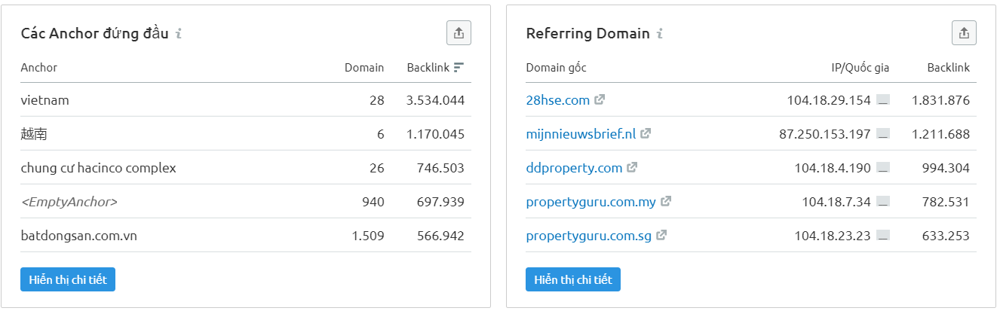 Các Anchor đứng đầu
Anchor Domain Backlink
vietnam 28 3.534.044
越南 6 1.170.045
chung cư hacinco complex 26 746.503
<EmptyAnchor> 940 697.939
batdongsan.com.vn 1.509 566.942
Hiển thị chi tiết
Referring Domain
Domain gốc IP/Quốc gia Backlink
28hse.com 104.18.29.154 1.831.876
mijnnieuwsbrief.nl 87.250.153.197 1.211.688
ddproperty.com 104.18.4.190 994.304
propertyguru.com.my 104.18.7.34 782.531
propertyguru.com.sg 104.18.23.23 633.253
Hiển thị chi tiết